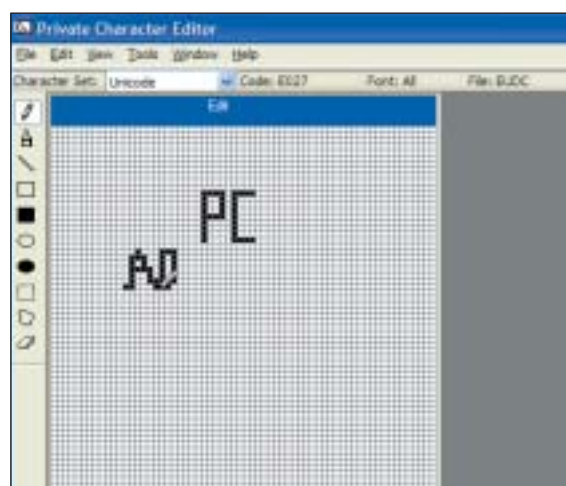 Private Character Editor
File Edit View Tools Window Help
Character Set: Unicode Code: E027 Font: All File: EUDC
Edit
PC